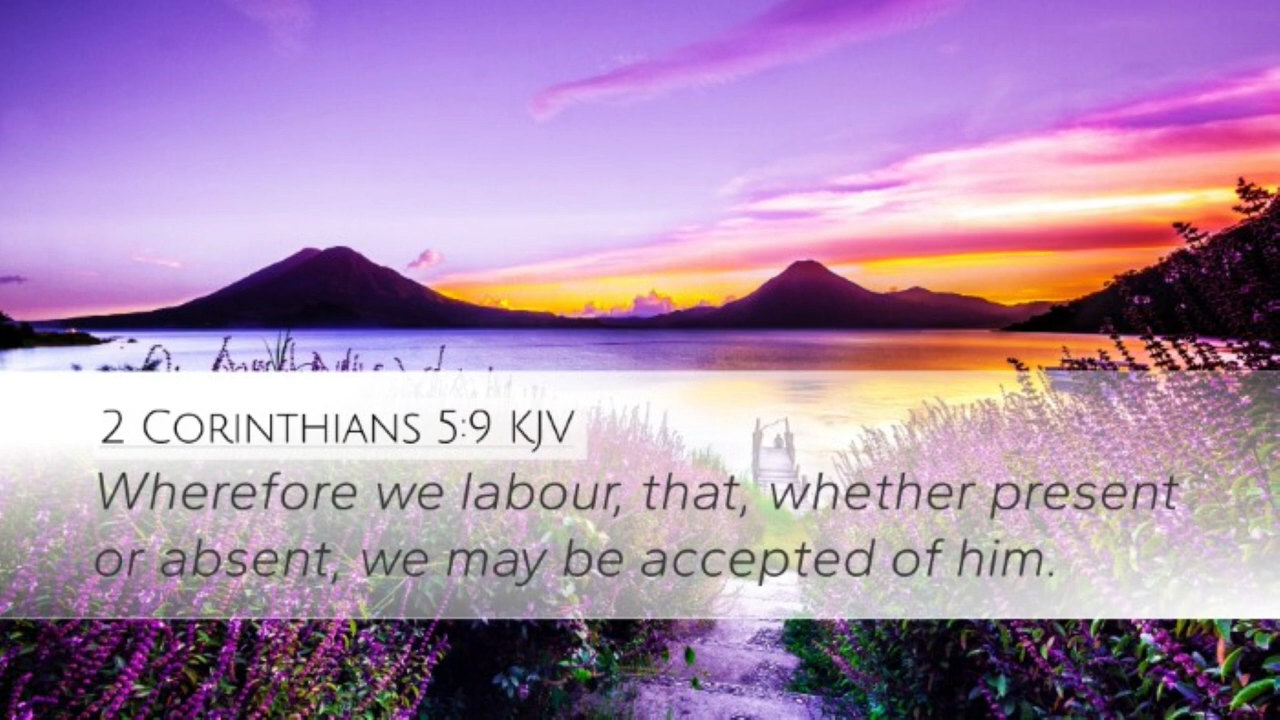 2 Corinthians 5:9 KJV
Wherefore we labour, that, whether present
or absent, we may be accepted of him.